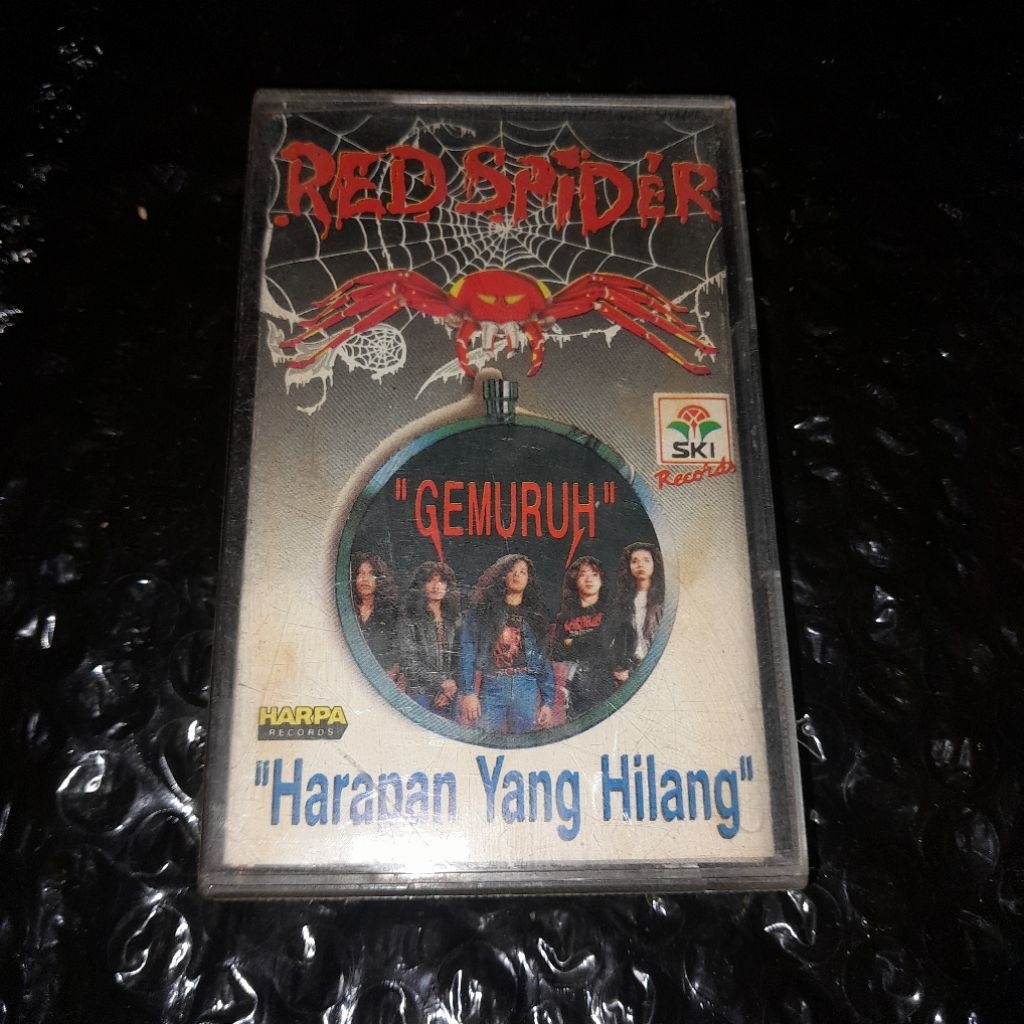 RED SPIDER
SKI
Records
"GEMURUH"
HARPA
RECORDS
"Harapan Yang Hilang"